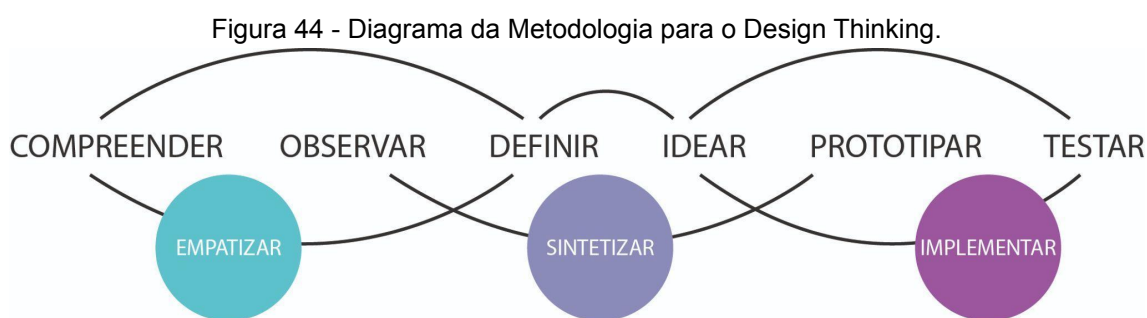 Figura 44 - Diagrama da Metodologia para o Design Thinking.
COMPREENDER OBSERVAR DEFINIR IDEAR PROTOTIPAR TESTAR
EMPATIZAR SINTETIZAR IMPLEMENTAR